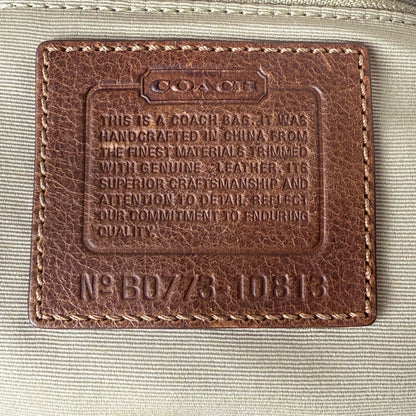 COACH
THIS IS A COACH BAG. IT WAS
HANDCRAFTED IN CHINA FROM
THE FINEST MATERIALS TRIMMED
WITH GENUINE LEATHER. ITS
SUPERIOR CRAFTSMANSHIP AND
ATTENTION TO DETAIL REFLECT
OUR COMMITMENT TO ENDURING
QUALITY.
Nº B0773-10813